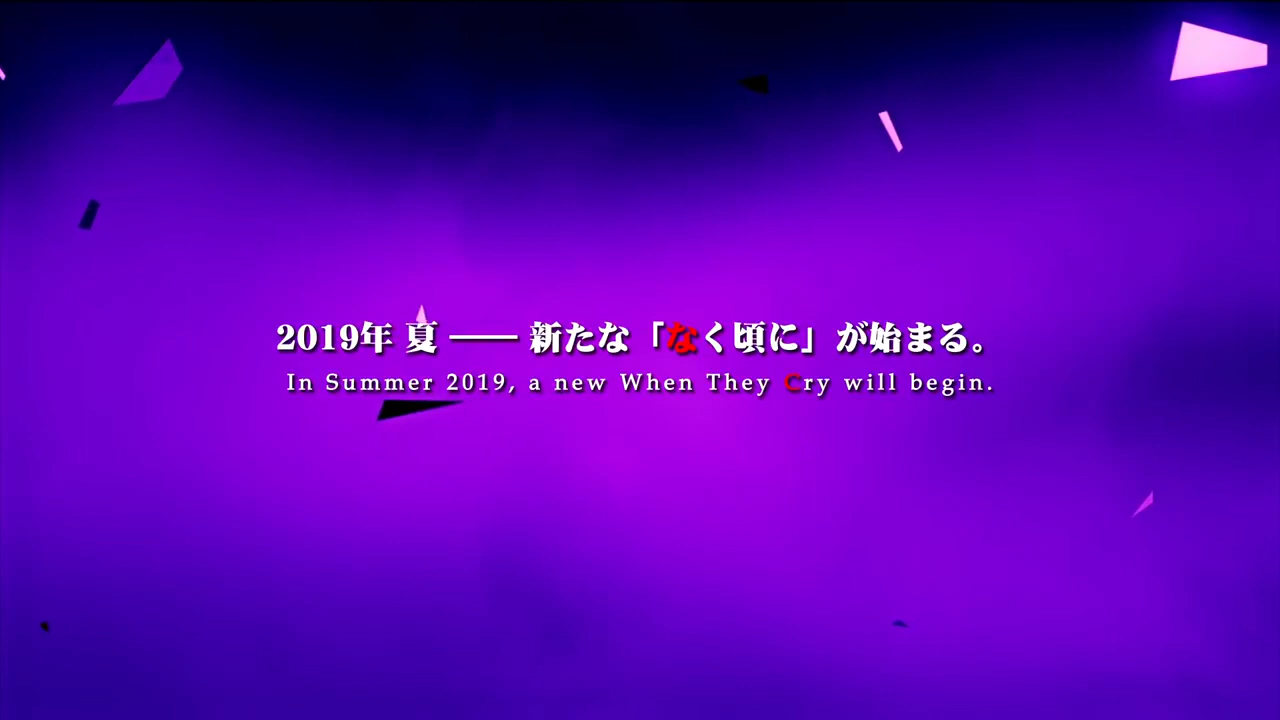 2019年 夏 ―― 新たな「なく頃に」が始まる。
In Summer 2019, a new When They Cry will begin.